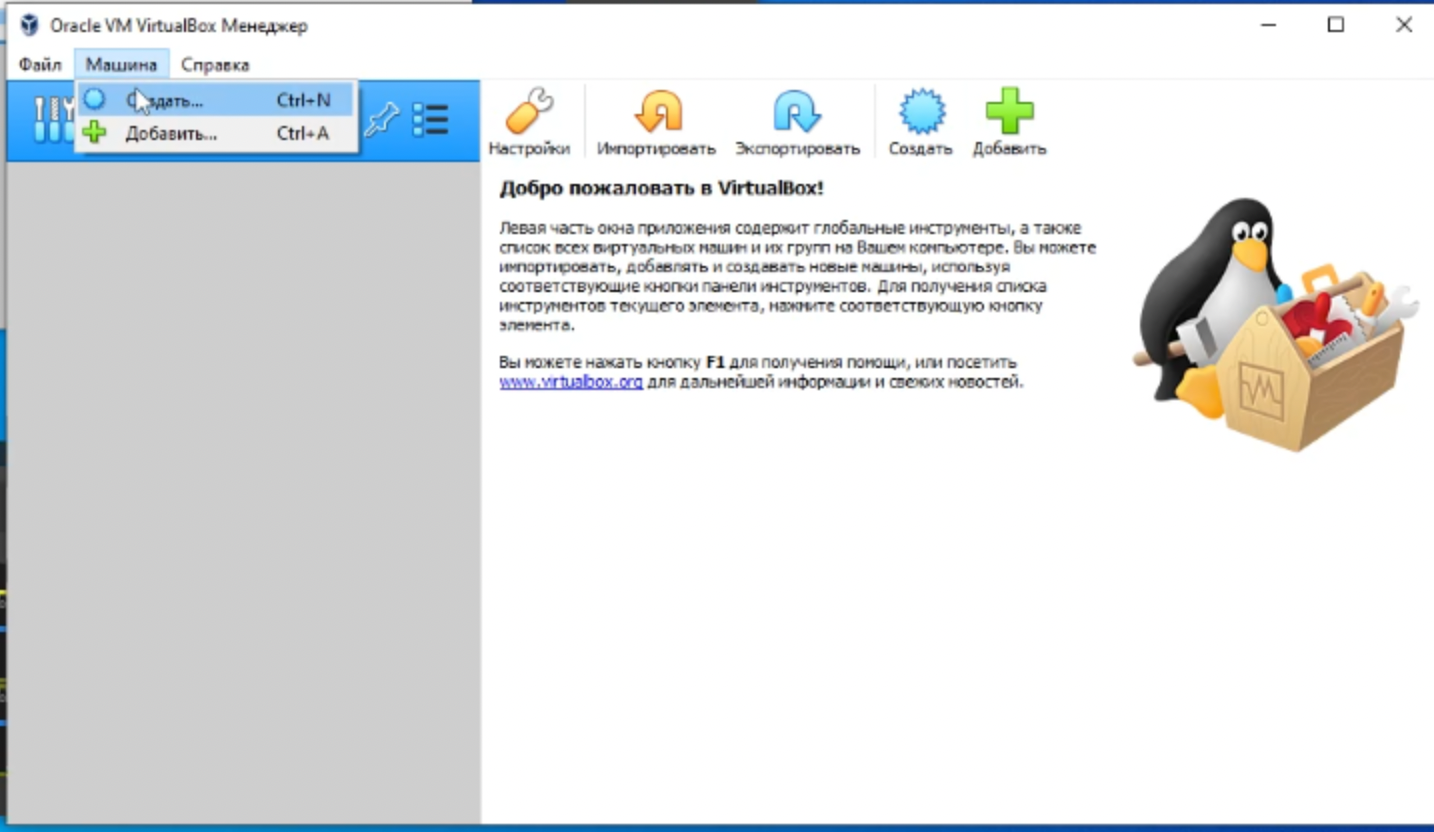 Oracle VM VirtualBox Менеджер
Файл Машина Справка
Создать... Ctrl+N
Добавить... Ctrl+A
Настройки Импортировать Экспортировать Создать Добавить
Добро пожаловать в VirtualBox!
Левая часть окна приложения содержит глобальные инструменты, а также
список всех виртуальных машин и их групп на Вашем компьютере. Вы можете
импортировать, добавлять и создавать новые машины, используя
соответствующие кнопки панели инструментов. Для получения списка
инструментов текущего элемента, нажмите соответствующую кнопку
элемента.
Вы можете нажать кнопку F1 для получения помощи, или посетить
www.virtualbox.org для дальнейшей информации и свежих новостей.